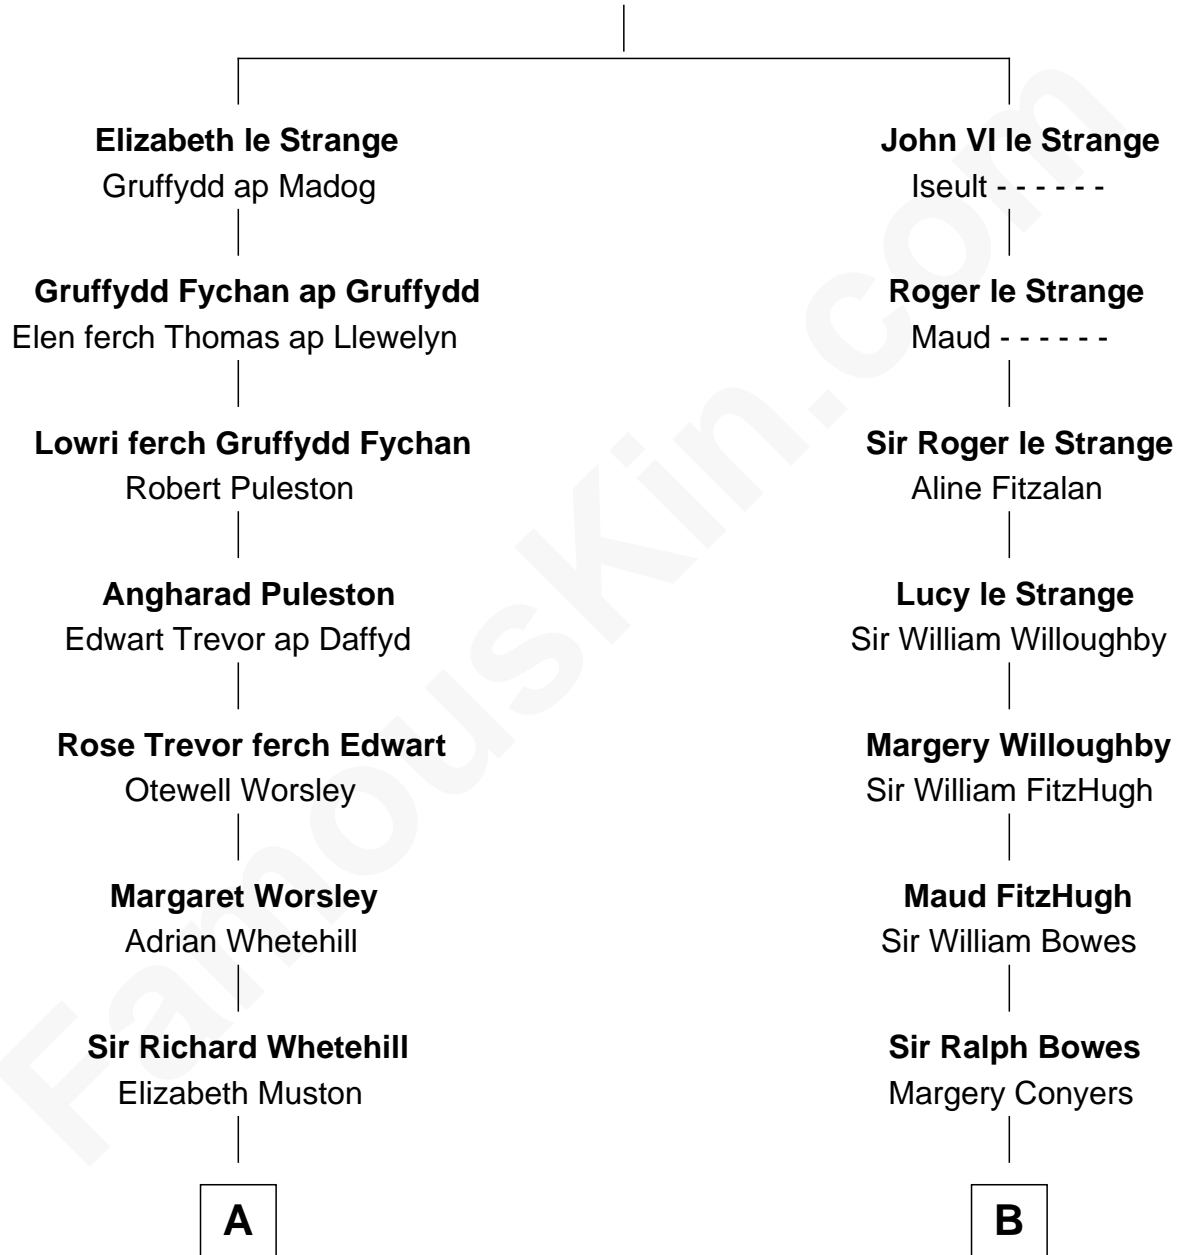 Elizabeth le Strange
Gruffydd ap Madog
Gruffydd Fychan ap Gruffydd
Elen ferch Thomas ap Llewelyn
Lowri ferch Gruffydd Fychan
Robert Puleston
Angharad Puleston
Edwart Trevor ap Daffyd
Rose Trevor ferch Edwart
Otewell Worsley
Margaret Worsley
Adrian Whetehill
Sir Richard Whetehill
Elizabeth Muston
A
John VI le Strange
Iseult - - - - - -
Roger le Strange
Maud - - - - - -
Sir Roger le Strange
Aline Fitzalan
Lucy le Strange
Sir William Willoughby
Margery Willoughby
Sir William FitzHugh
Maud FitzHugh
Sir William Bowes
Sir Ralph Bowes
Margery Conyers
B
FamousKin.com